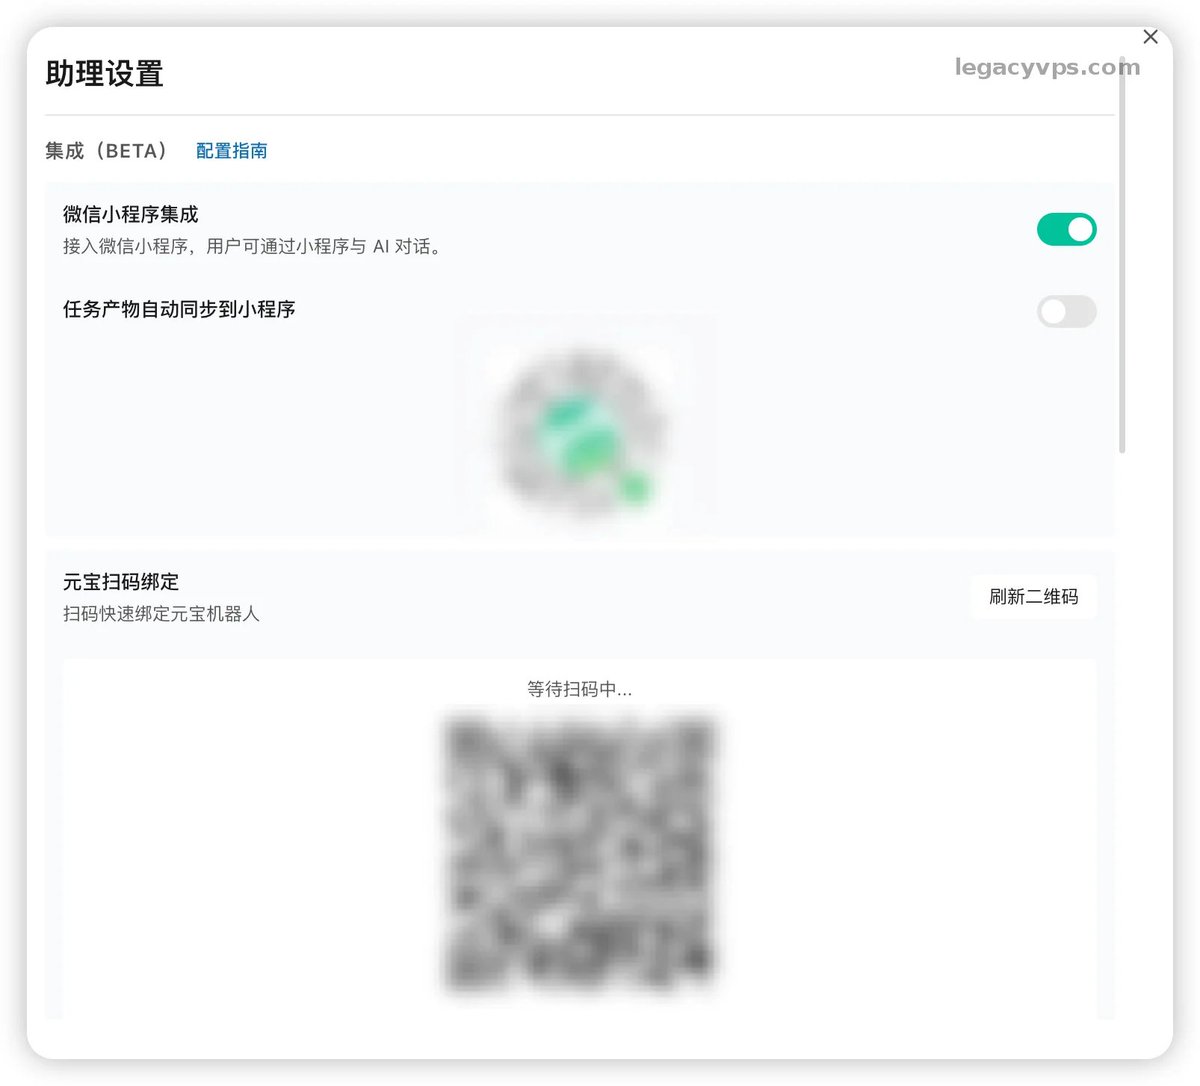 legacyvps.com
助理设置
集成（BETA） 配置指南
微信小程序集成
接入微信小程序，用户可通过小程序与 AI 对话。
任务产物自动同步到小程序
元宝扫码绑定
扫码快速绑定元宝机器人
刷新二维码
等待扫码中...